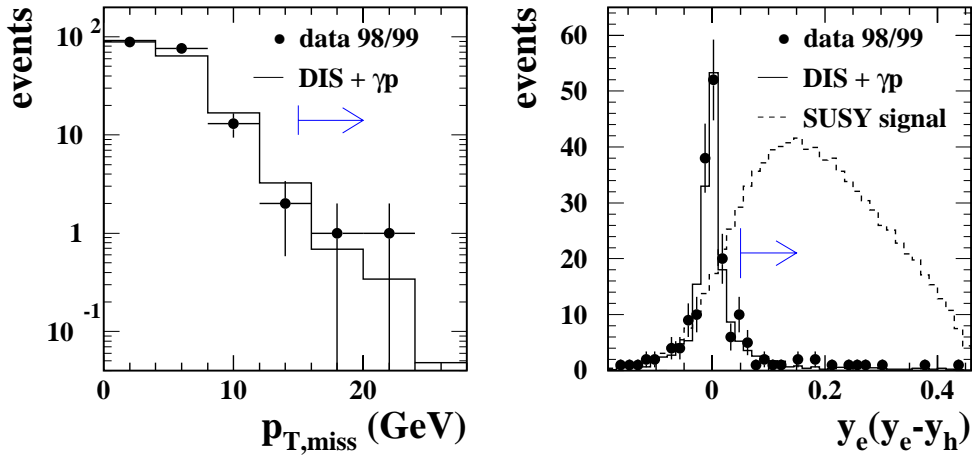 events
10²
10
1
10⁻¹
data 98/99
DIS + γp
0 10 20
p_T,miss (GeV)
events
60
50
40
30
20
10
0
data 98/99
DIS + γp
SUSY signal
0 0.2 0.4
y_e(y_e-y_h)